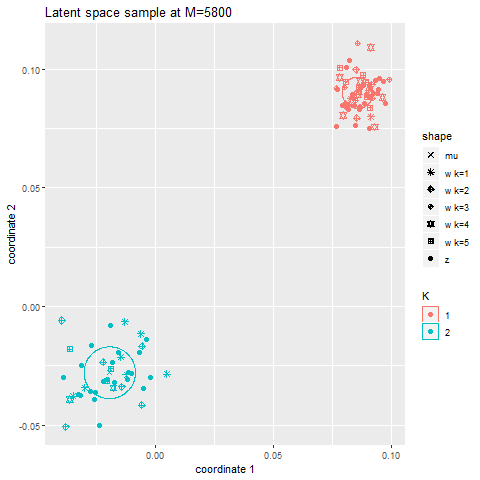 Latent space sample at M=5800
0.10
0.05
0.00
-0.05
0.00
0.05
0.10
coordinate 1
coordinate 2
shape
mu
w k=1
w k=2
w k=3
w k=4
w k=5
z
K
1
2